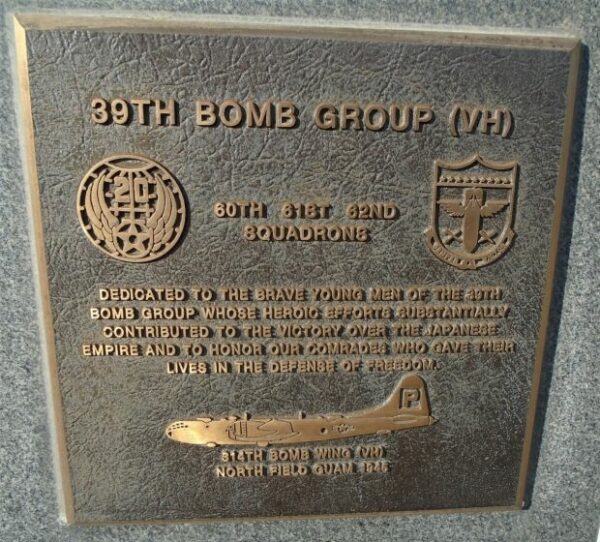 39TH BOMB GROUP (VH)
20
60TH 61ST 62ND
SQUADRONS
DEDICATED TO THE BRAVE YOUNG MEN OF THE 39TH
BOMB GROUP WHOSE HEROIC EFFORTS SUBSTANTIALLY
CONTRIBUTED TO THE VICTORY OVER THE JAPANESE
EMPIRE AND TO HONOR OUR COMRADES WHO GAVE THEIR
LIVES IN THE DEFENSE OF FREEDOM.
P
314TH BOMB WING (VH)
NORTH FIELD GUAM 1945